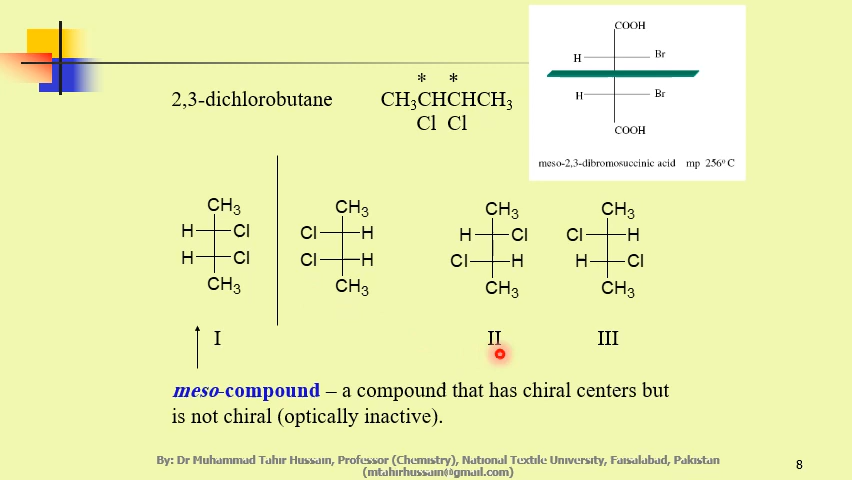 COOH
H Br
H Br
COOH
meso-2,3-dibromosuccinic acid mp 256° C
* *
2,3-dichlorobutane CH₃CHCHCH₃
Cl Cl
CH₃ CH₃ CH₃ CH₃
H Cl Cl H H Cl Cl H
H Cl Cl H Cl H H Cl
CH₃ CH₃ CH₃ CH₃
I II III
meso-compound – a compound that has chiral centers but
is not chiral (optically inactive).
By: Dr Muhammad Tahir Hussain, Professor (Chemistry), National Textile University, Faisalabad, Pakistan
(mtahirhussain@gmail.com)
8